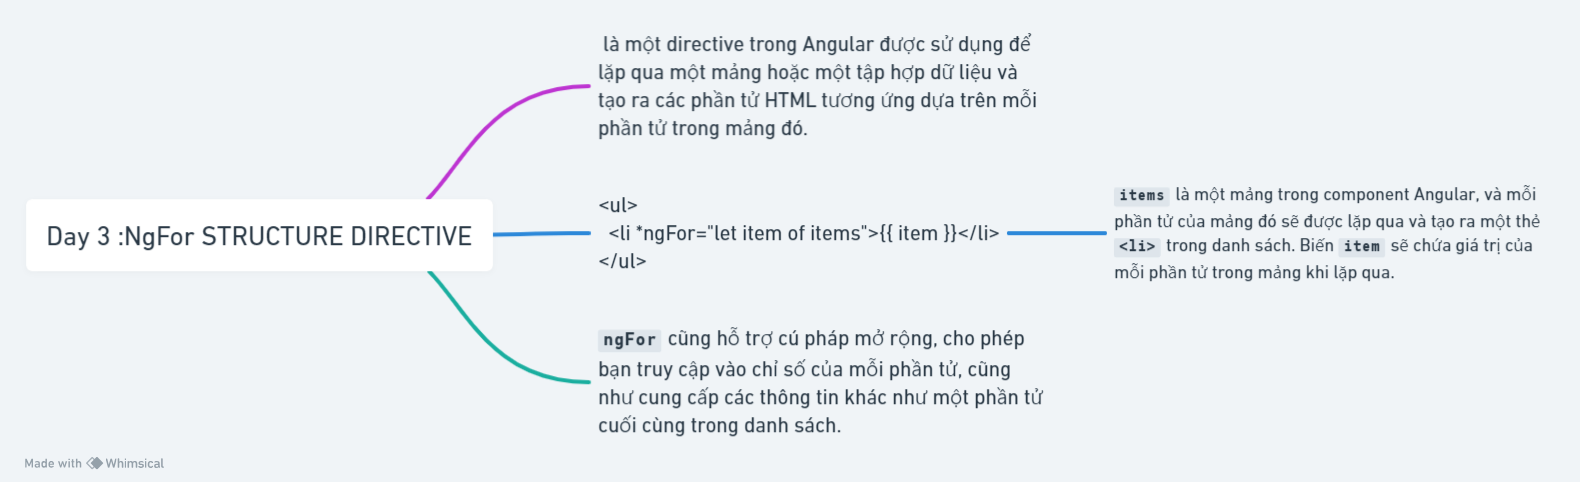 Day 3 :NgFor STRUCTURE DIRECTIVE
là một directive trong Angular được sử dụng để
lặp qua một mảng hoặc một tập hợp dữ liệu và
tạo ra các phần tử HTML tương ứng dựa trên mỗi
phần tử trong mảng đó.
<ul>
<li *ngFor="let item of items">{{ item }}</li>
</ul>
items là một mảng trong component Angular, và mỗi
phần tử của mảng đó sẽ được lặp qua và tạo ra một thẻ
<li> trong danh sách. Biến item sẽ chứa giá trị của
mỗi phần tử trong mảng khi lặp qua.
ngFor cũng hỗ trợ cú pháp mở rộng, cho phép
bạn truy cập vào chỉ số của mỗi phần tử, cũng
như cung cấp các thông tin khác như một phần tử
cuối cùng trong danh sách.
Made with Whimsical